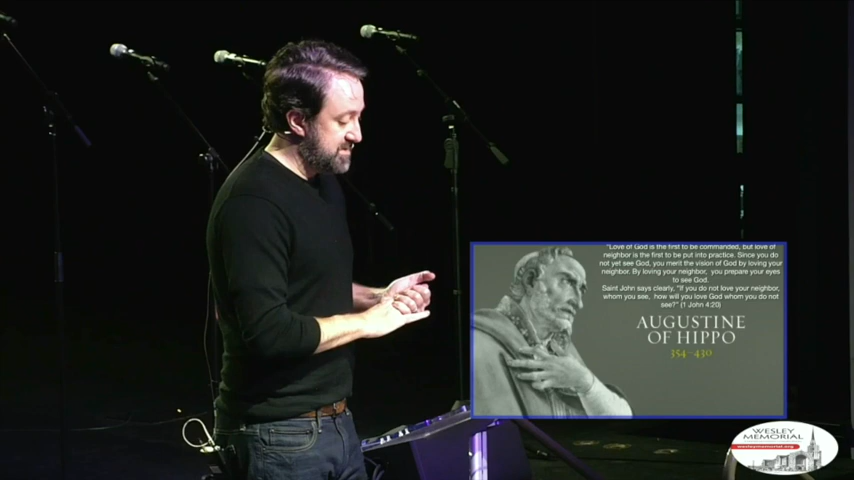 "Love of God is the first to be commanded, but love of
neighbor is the first to be put into practice. Since you do
not yet see God, you merit the vision of God by loving your
neighbor. By loving your neighbor, you prepare your eyes
to see God.
Saint John says clearly, "If you do not love your neighbor,
whom you see, how will you love God whom you do not
see?" (1 John 4:20)
AUGUSTINE
OF HIPPO
354–430
WESLEY
MEMORIAL
wesleymemorial.org